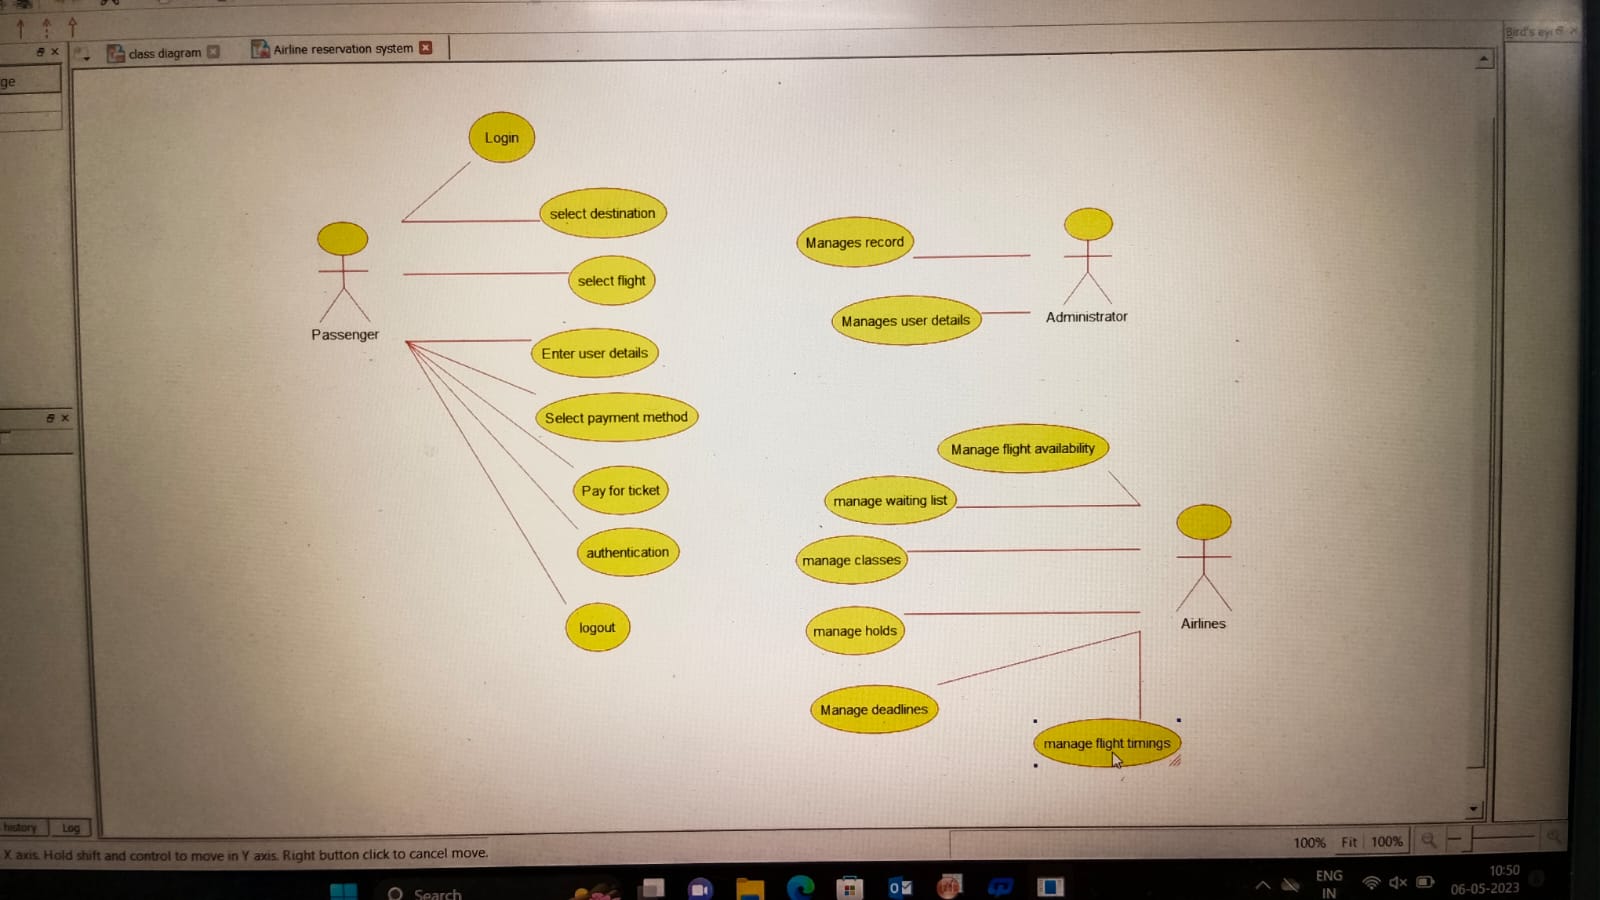 ge
class diagram
Airline reservation system
Bird's eye
Login
select destination
select flight
Passenger
Enter user details
Select payment method
Pay for ticket
authentication
logout
Manages record
Manages user details
Administrator
Manage flight availability
manage waiting list
manage classes
manage holds
Manage deadlines
manage flight timings
Airlines
history
Log
X axis. Hold shift and control to move in Y axis. Right button click to cancel move.
100% Fit 100%
Search
ENG
IN
10:50
06-05-2023